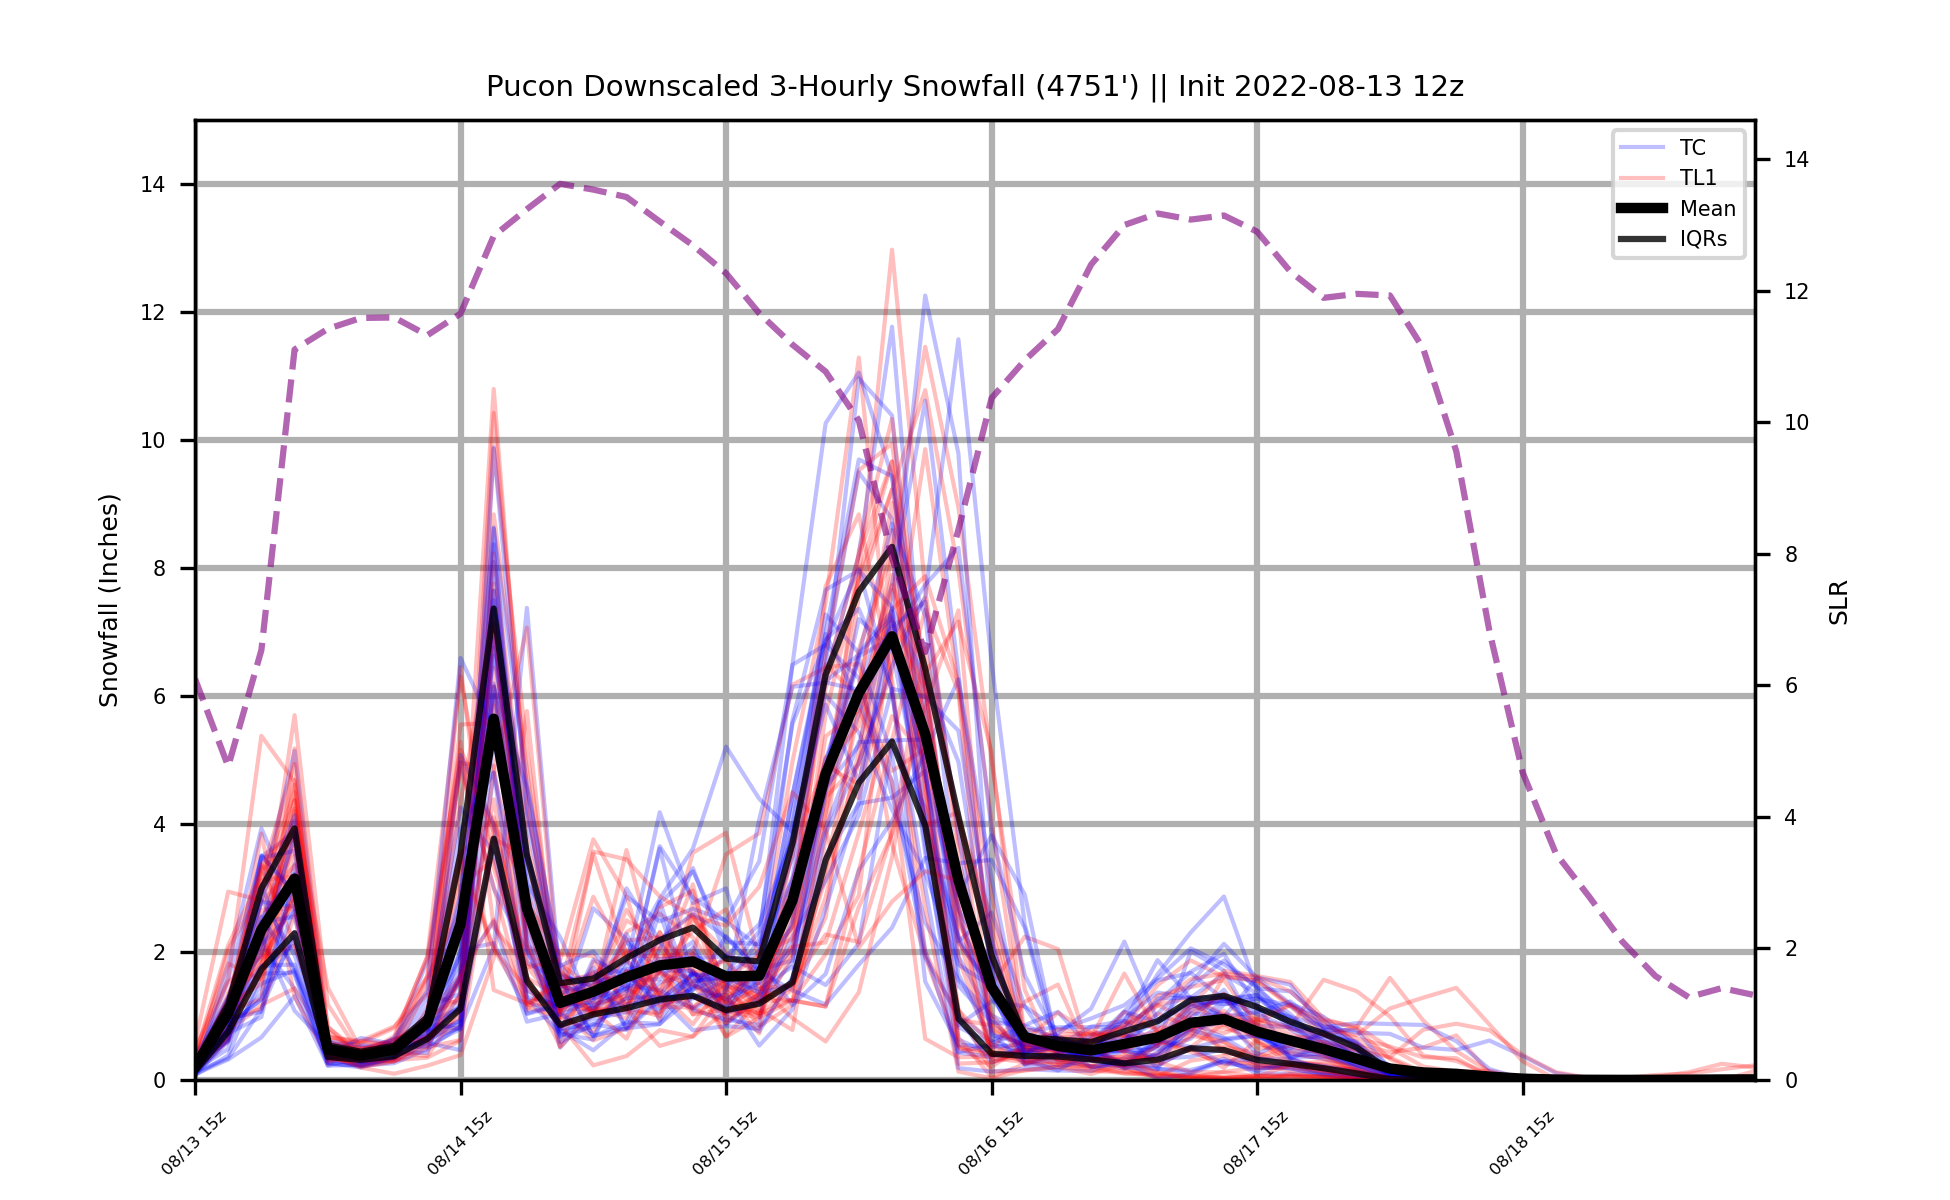 Pucon Downscaled 3-Hourly Snowfall (4751') || Init 2022-08-13 12z
TC
TL1
Mean
IQRs
14
12
10
8
6
4
2
0
Snowfall (Inches)
14
12
10
8
6
4
2
0
SLR
08/13 15z
08/14 15z
08/15 15z
08/16 15z
08/17 15z
08/18 15z